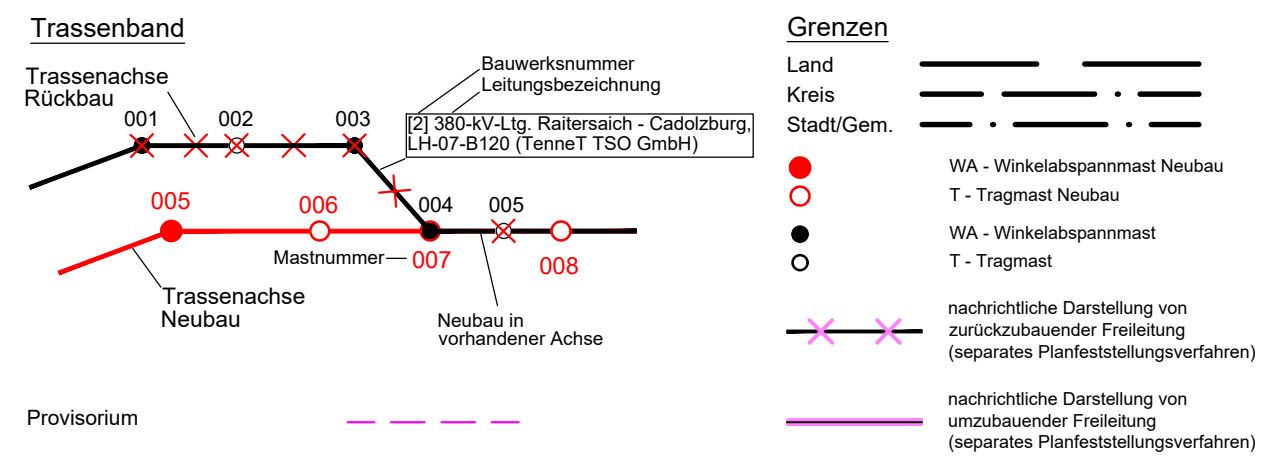 Trassenband
Trassenachse
Rückbau
Bauwerksnummer
Leitungsbezeichnung
001
002
003
[2] 380-kV-Ltg. Raitersaich - Cadolzburg,
LH-07-B120 (TenneT TSO GmbH)
005
006
004
005
Mastnummer
007
008
Trassenachse
Neubau
Neubau in
vorhandener Achse
Provisorium
Grenzen
Land
Kreis
Stadt/Gem.
WA - Winkelabspannmast Neubau
T - Tragmast Neubau
WA - Winkelabspannmast
T - Tragmast
nachrichtliche Darstellung von
zurückzubauender Freileitung
(separates Planfeststellungsverfahren)
nachrichtliche Darstellung von
umzubauender Freileitung
(separates Planfeststellungsverfahren)